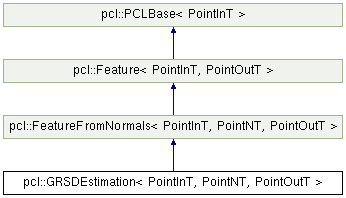 pcl::PCLBase< PointInT >
pcl::Feature< PointInT, PointOutT >
pcl::FeatureFromNormals< PointInT, PointNT, PointOutT >
pcl::GRSDEstimation< PointInT, PointNT, PointOutT >